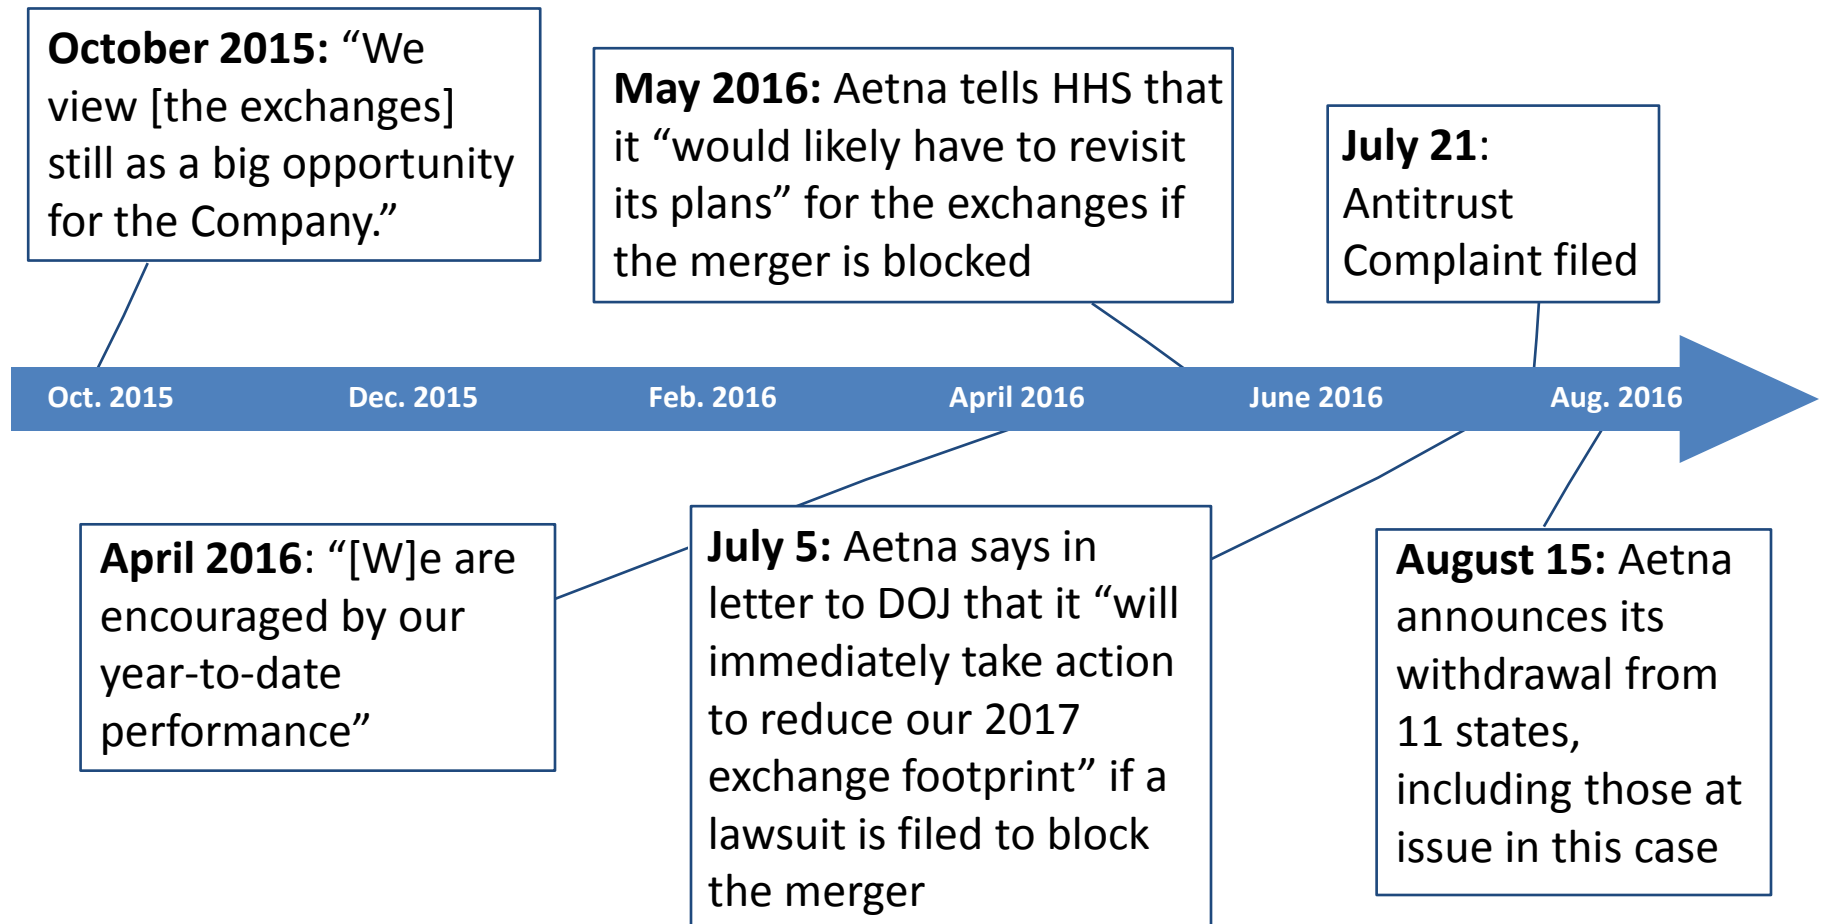 October 2015: “We
view [the exchanges]
still as a big opportunity
for the Company.”
May 2016: Aetna tells HHS that
it “would likely have to revisit
its plans” for the exchanges if
the merger is blocked
July 21:
Antitrust
Complaint filed
Oct. 2015
Dec. 2015
Feb. 2016
April 2016
June 2016
Aug. 2016
April 2016: “[W]e are
encouraged by our
year-to-date
performance”
July 5: Aetna says in
letter to DOJ that it “will
immediately take action
to reduce our 2017
exchange footprint” if a
lawsuit is filed to block
the merger
August 15: Aetna
announces its
withdrawal from
11 states,
including those at
issue in this case